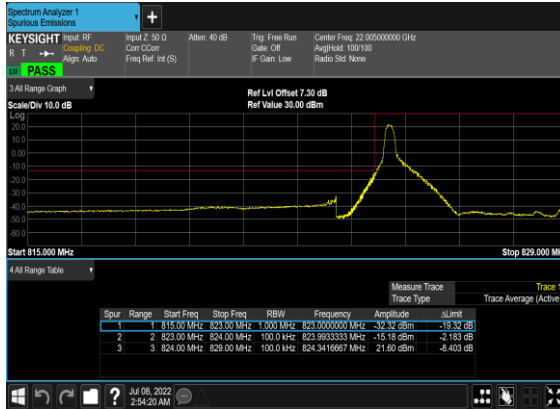 Spectrum Analyzer 1
Spurious Emissions
KEYSIGHT Input: RF Input Z: 50 Ω Atten: 40 dB Trig: Free Run Center Freq: 22.005000000 GHz
R T Coupling: DC Corr CCorr Gate: Off Avg|Hold: 100/100
Align: Auto Freq Ref: Int (S) IF Gain: Low Radio Std: None
PASS
3 All Range Graph
Ref Lvl Offset 7.30 dB
Scale/Div 10.0 dB Ref Value 30.00 dBm
Log
20.0
10.0
0.00
-10.0
-20.0
-30.0
-40.0
-50.0
-60.0
Start 815.000 MHz Stop 829.000 M
4 All Range Table
Measure Trace Trace 1
Trace Type Trace Average (Active
Spur Range Start Freq Stop Freq RBW Frequency Amplitude ΔLimit
1 1 815.00 MHz 823.00 MHz 1.000 MHz 823.0000000 MHz -32.32 dBm -19.32 dB
2 2 823.00 MHz 824.00 MHz 100.0 kHz 823.9933333 MHz -15.18 dBm -2.183 dB
3 3 824.00 MHz 829.00 MHz 100.0 kHz 824.3416667 MHz 21.60 dBm -8.403 dB
Jul 08, 2022
2:54:20 AM